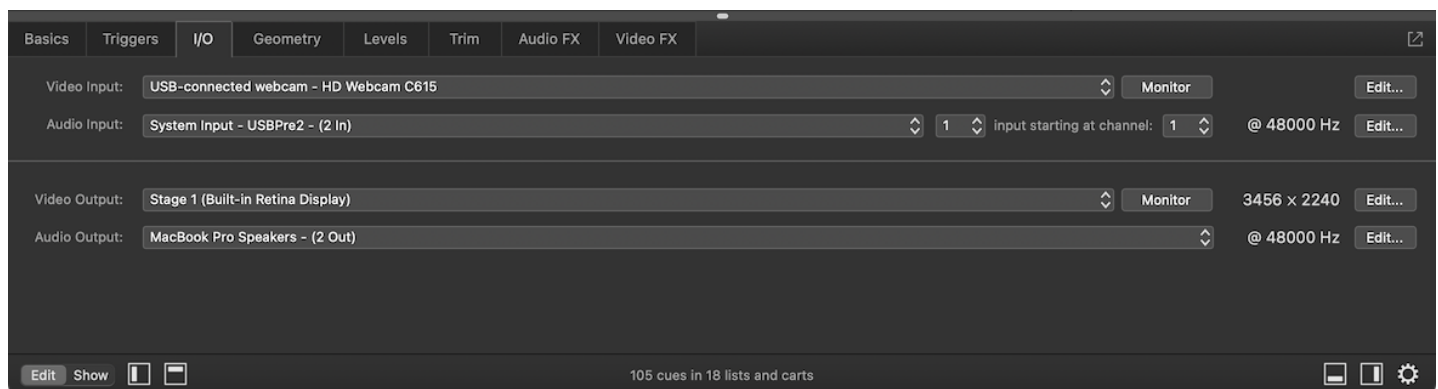 Basics Triggers I/O Geometry Levels Trim Audio FX Video FX
Video Input: USB-connected webcam - HD Webcam C615 Monitor Edit...
Audio Input: System Input - USBPre2 - (2 In) 1 input starting at channel: 1 @ 48000 Hz Edit...
Video Output: Stage 1 (Built-in Retina Display) Monitor 3456 × 2240 Edit...
Audio Output: MacBook Pro Speakers - (2 Out) @ 48000 Hz Edit...
Edit Show 105 cues in 18 lists and carts